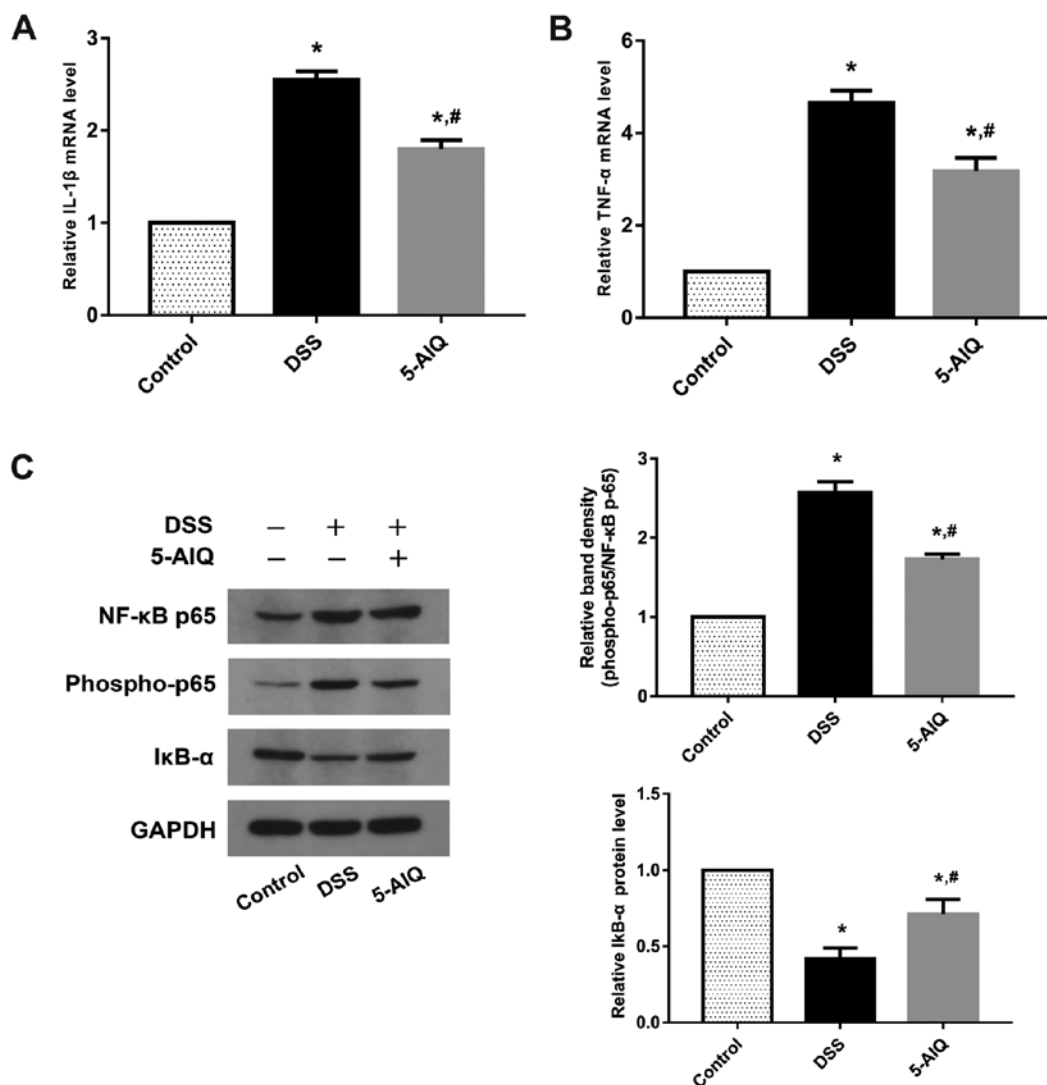 A
Relative IL-1β mRNA level
3
2
1
0
*
*,#
Control
DSS
5-AIQ
B
Relative TNF-α mRNA level
6
4
2
0
*
*,#
Control
DSS
5-AIQ
C
DSS − + +
5-AIQ − − +
NF-κB p65
Phospho-p65
IκB-α
GAPDH
Control DSS 5-AIQ
Relative band density
(phospho-p65/NF-κB p-65)
3
2
1
0
*
*,#
Control
DSS
5-AIQ
Relative IκB-α protein level
1.5
1.0
0.5
0.0
*
*,#
Control
DSS
5-AIQ